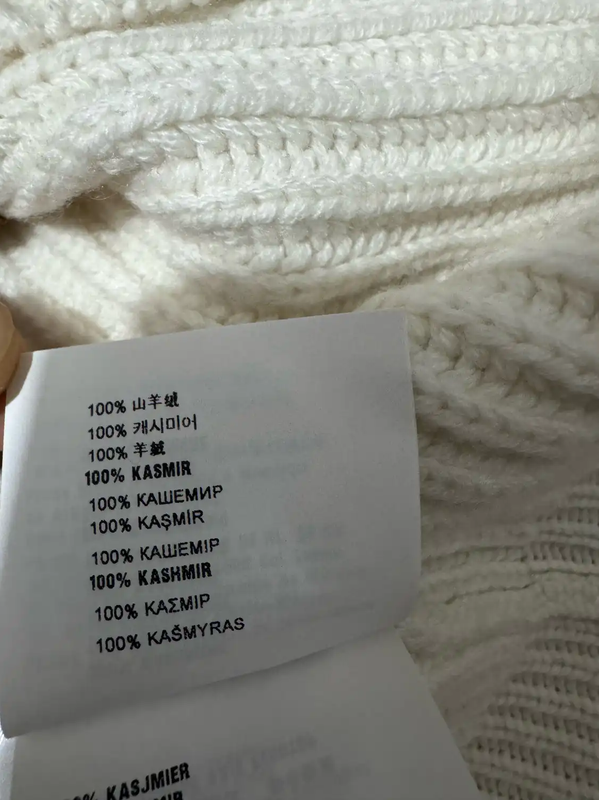 100% 山羊绒
100% 캐시미어
100% 羊絨
100% KASMIR
100% КАШЕМИР
100% KAŞMİR
100% КАШЕМІР
100% KASHMIR
100% ΚΑΣΜΙΡ
100% KAŠMYRAS
% KASJMIER